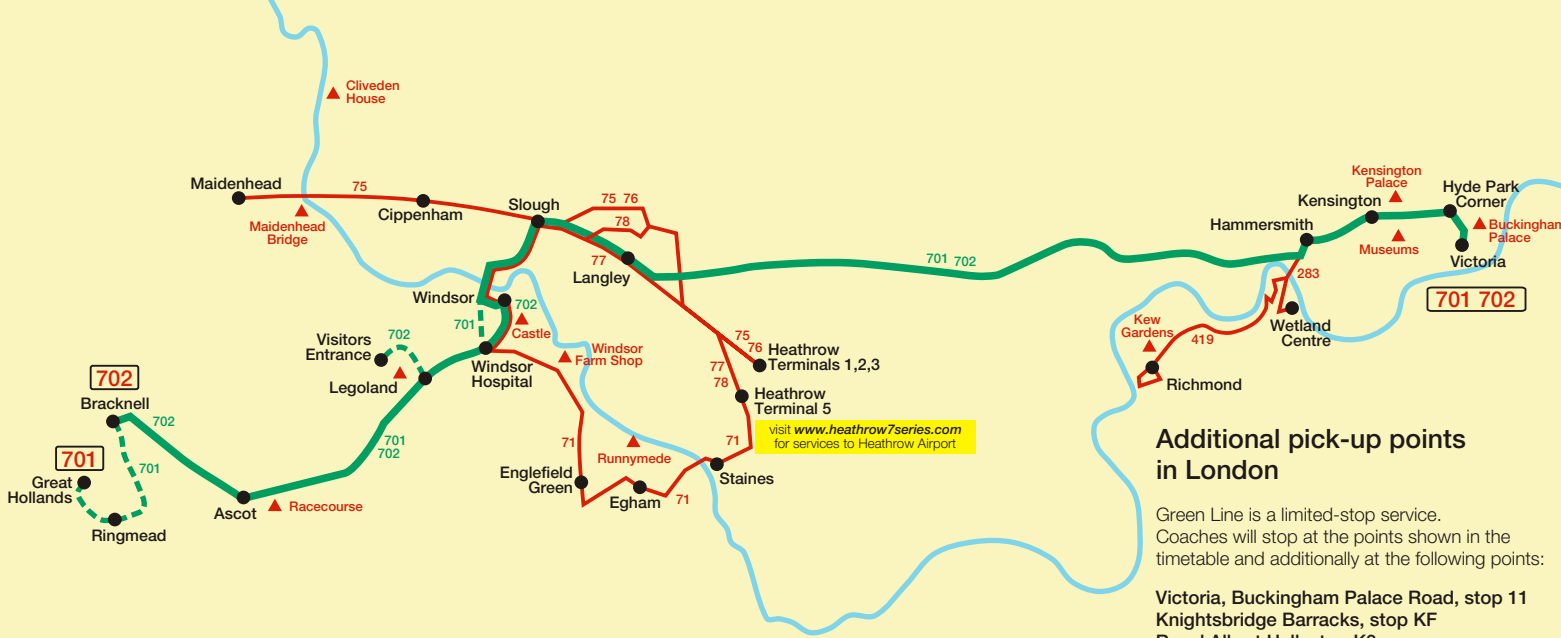 Cliveden
House
Maidenhead
75
Cippenham
Maidenhead
Bridge
Slough
75 76
78
77
Langley
Windsor
702
701
Castle
Windsor
Farm Shop
702
Visitors
Entrance
Legoland
Windsor
Hospital
702
Bracknell
702
701
Great
Hollands
701
Ringmead
701
702
Ascot
Racecourse
71
Englefield
Green
Egham
71
Runnymede
71
Staines
75
76
77
78
Heathrow
Terminals 1,2,3
Heathrow
Terminal 5
visit www.heathrow7series.com
for services to Heathrow Airport
701 702
Hammersmith
Kensington
Kensington
Palace
Museums
Hyde Park
Corner
Buckingham
Palace
Victoria
701 702
283
Wetland
Centre
419
Kew
Gardens
Richmond
Additional pick-up points
in London
Green Line is a limited-stop service.
Coaches will stop at the points shown in the
timetable and additionally at the following points:
Victoria, Buckingham Palace Road, stop 11
Knightsbridge Barracks, stop KF